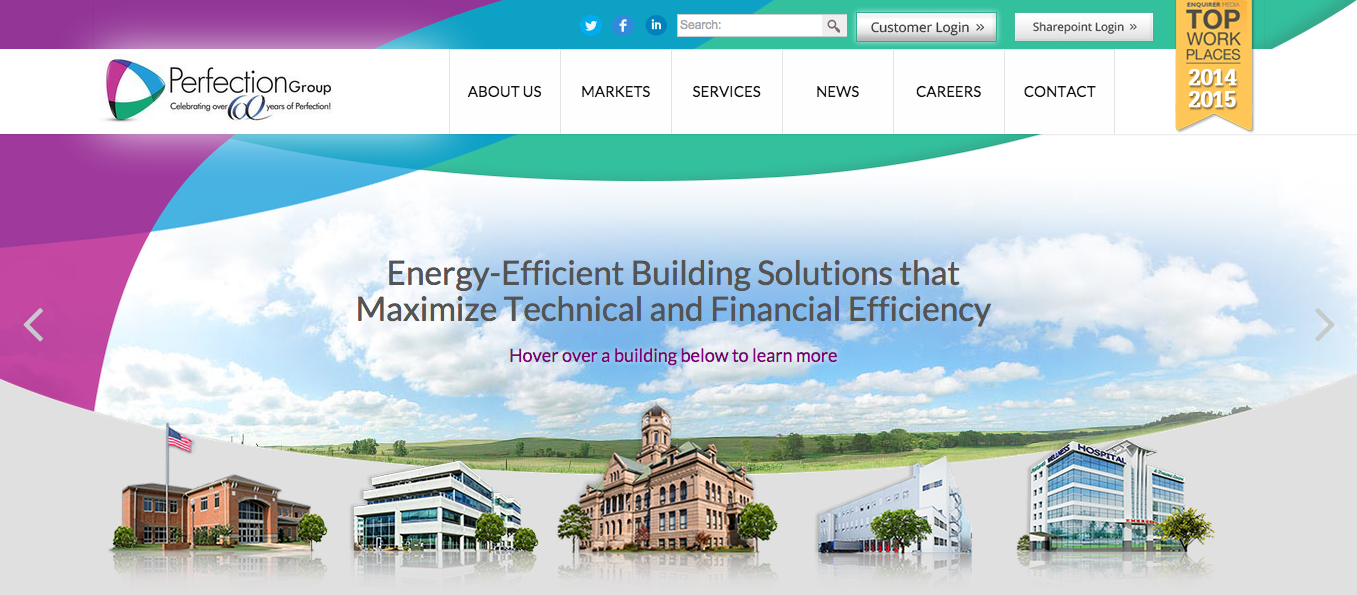 Search:
Customer Login »
Sharepoint Login »
ENQUIRER MEDIA
TOP
WORK
PLACES
2014
2015
PerfectionGroup
Celebrating over 60 years of Perfection!
ABOUT US
MARKETS
SERVICES
NEWS
CAREERS
CONTACT
Energy-Efficient Building Solutions that
Maximize Technical and Financial Efficiency
Hover over a building below to learn more
WELLNESS HOSPITAL